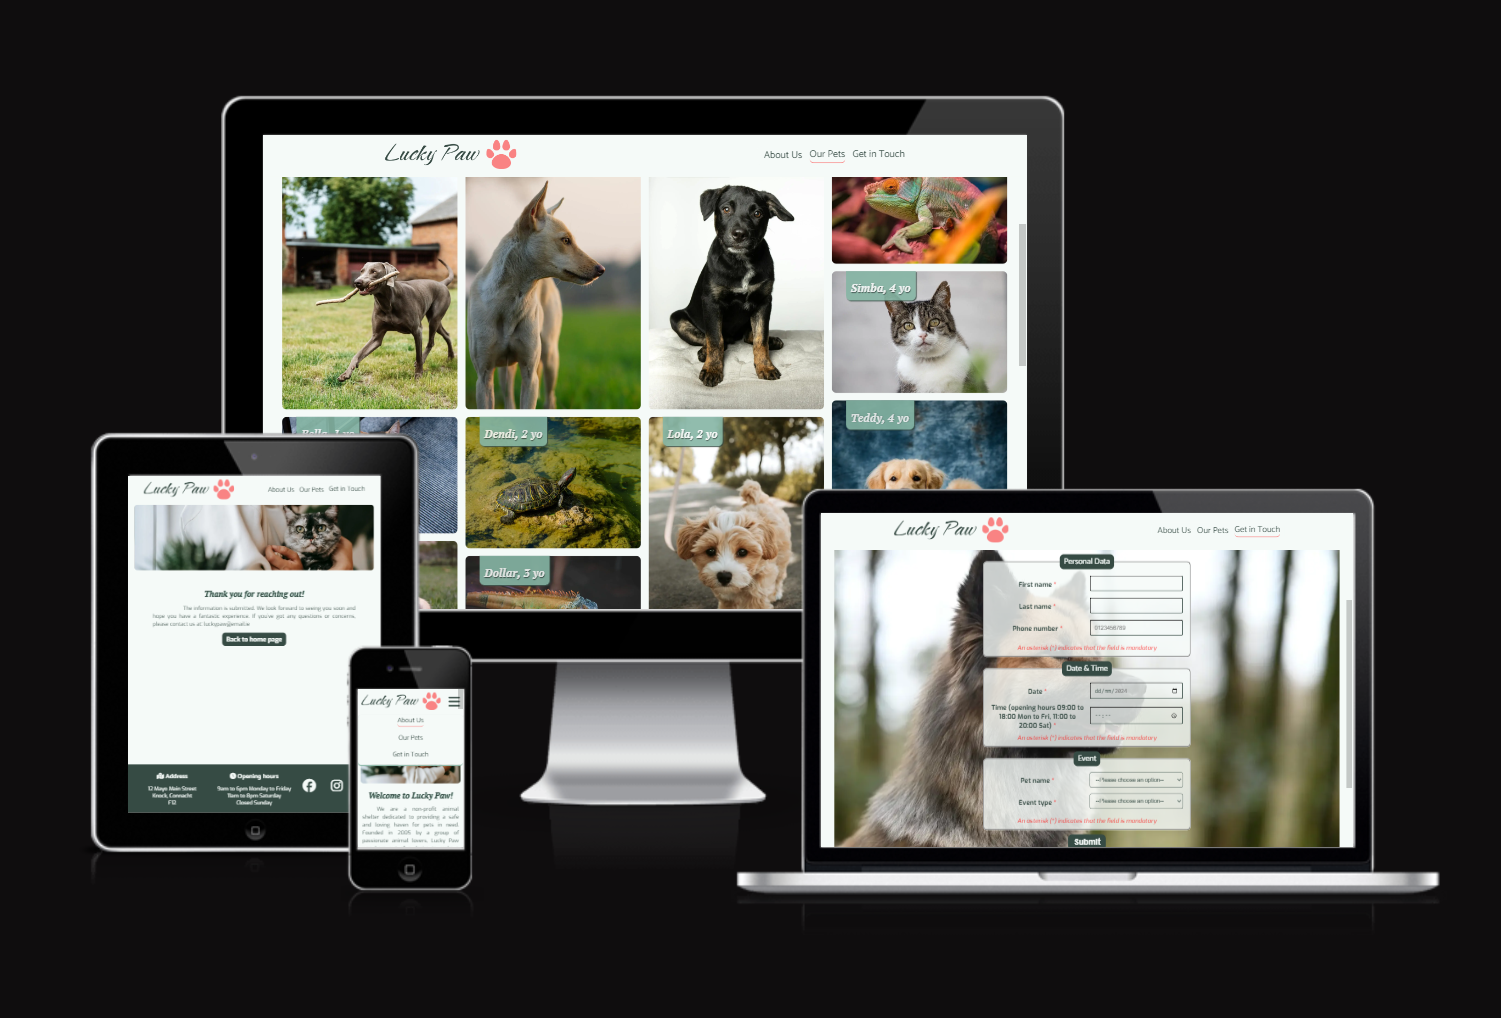 Lucky Paw
About Us Our Pets Get in Touch
Simba, 4 yo
Teddy, 4 yo
Bella, 1 yo
Dendi, 2 yo
Lola, 2 yo
Dollar, 3 yo
Lucky Paw
About Us Our Pets Get in Touch
Thank you for reaching out!
The information is submitted. We look forward to seeing you soon and
hope you have a fantastic experience. If you've got any questions or concerns,
please contact us at
Back to home page
Address
12 Mayo Main Street
Knock, Connacht
F12
Opening hours
9am to 6pm Monday to Friday
11am to 8pm Saturday
Closed Sunday
Lucky Paw
About Us
Our Pets
Get in Touch
Welcome to Lucky Paw!
We are a non-profit animal
shelter dedicated to providing a safe
and loving haven for pets in need.
Founded in 2005 by a group of
passionate animal lovers, Lucky Paw
Lucky Paw
About Us Our Pets Get in Touch
Personal Data
First name *
Last name *
Phone number * 0123456789
An asterisk (*) indicates that the field is mandatory
Date & Time
Date * dd/mm/2024
Time (opening hours 09:00 to
18:00 Mon to Fri, 11:00 to
20:00 Sat) * --:--
An asterisk (*) indicates that the field is mandatory
Event
Pet name * --Please choose an option--
Event type * --Please choose an option--
An asterisk (*) indicates that the field is mandatory
Submit